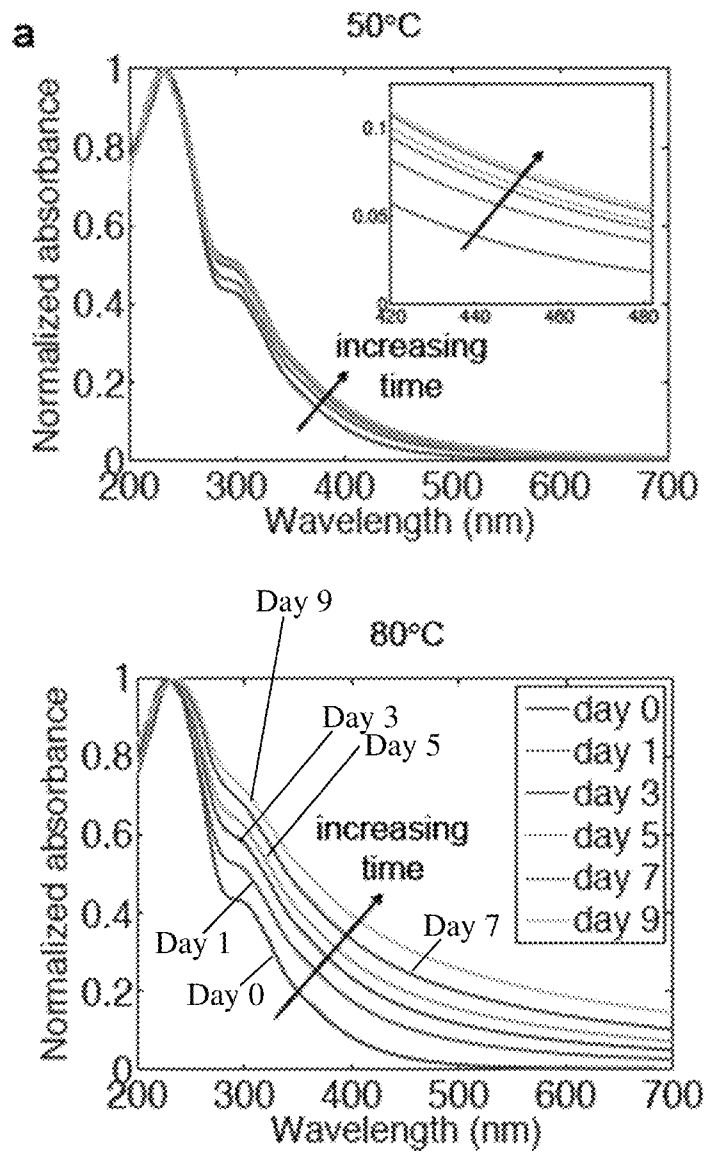 a
50°C
Normalized absorbance
1
0.8
0.6
0.4
0.2
0
200 300 400 500 600 700
Wavelength (nm)
increasing
time
0.1
0.05
0
420 440 460 480
Day 9
80°C
Normalized absorbance
1
0.8
0.6
0.4
0.2
0
200 300 400 500 600 700
Wavelength (nm)
Day 3
Day 5
increasing
time
Day 7
Day 1
Day 0
day 0
day 1
day 3
day 5
day 7
day 9